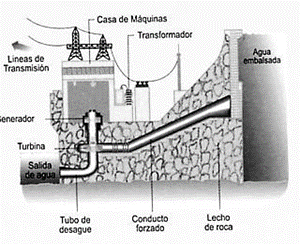 Casa de Máquinas
Transformador
Lineas de
Transmisión
Agua
embalsada
Generador
Turbina
Salida
de agua
Tubo de
desague
Conducto
forzado
Lecho
de roca